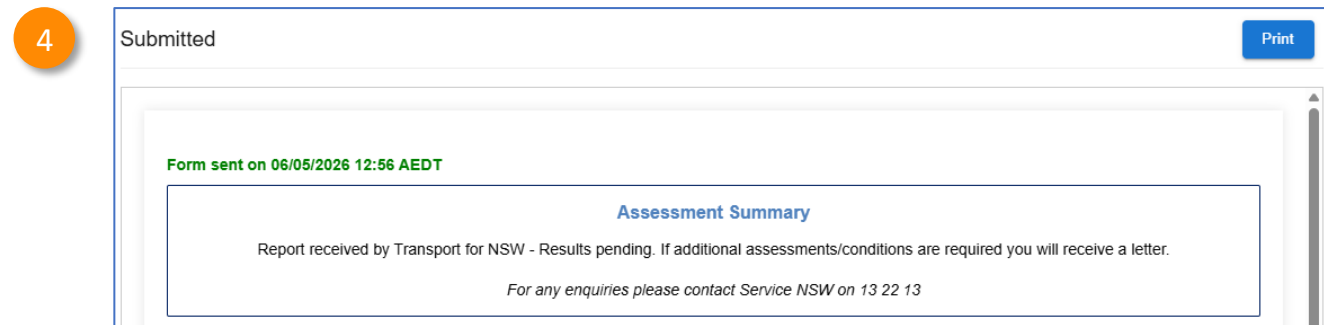 4
Submitted
Print
Form sent on 06/05/2026 12:56 AEDT
Assessment Summary
Report received by Transport for NSW - Results pending. If additional assessments/conditions are required you will receive a letter.
For any enquiries please contact Service NSW on 13 22 13